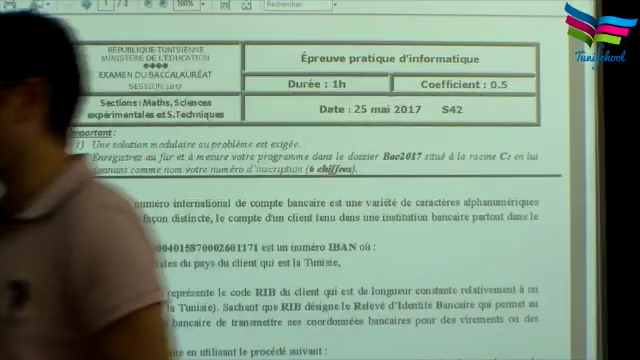 1 / 2
100%
Rechercher
TuniSchool
RÉPUBLIQUE TUNISIENNE
MINISTÈRE DE L'ÉDUCATION
EXAMEN DU BACCALAURÉAT
SESSION 2017
Épreuve pratique d'informatique
Durée : 1h
Coefficient : 0.5
Sections : Maths, Sciences
expérimentales et S.Techniques
Date : 25 mai 2017 S42
Important :
1) Une solution modulaire au problème est exigée.
Enregistrez au fur et à mesure votre programme dans le dossier Bac2017 situé à la racine C: en lui
donnant comme nom votre numéro d'inscription (6 chiffres).
numéro international de compte bancaire est une variété de caractères alphanumériques
façon distincte, le compte d'un client tenu dans une institution bancaire partout dans le
004015870002601171 est un numéro IBAN où :
du pays du client qui est la Tunisie,
représente le code RIB du client qui est de longueur constante relativement à un
la Tunisie). Sachant que RIB désigne le Relevé d'Identité Bancaire qui permet au
bancaire de transmettre ses coordonnées bancaires pour des virements ou des
en utilisant le procédé suivant :